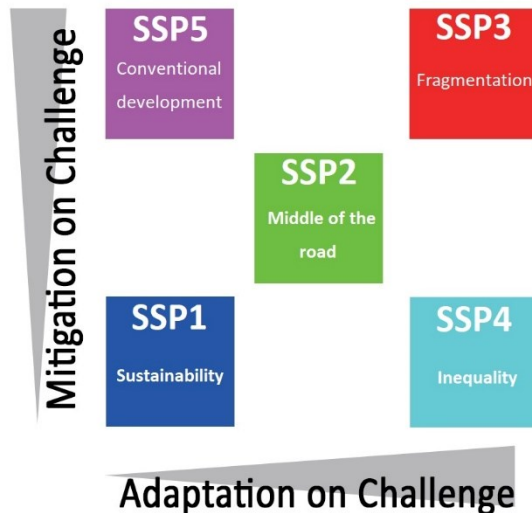 SSP5
Conventional
development
SSP3
Fragmentation
SSP2
Middle of the
road
SSP1
Sustainability
SSP4
Inequality
Mitigation on Challenge
Adaptation on Challenge